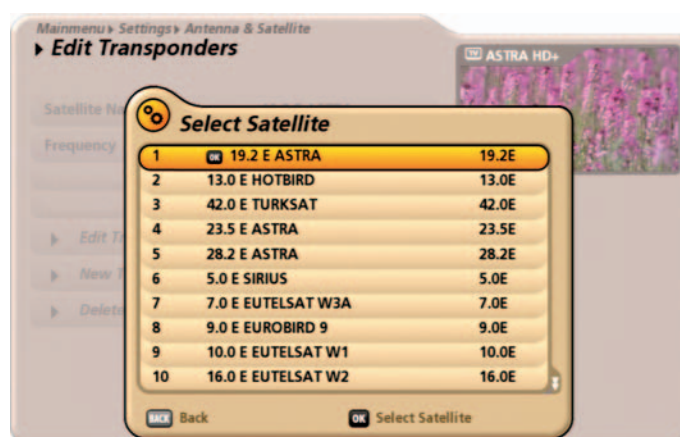 Mainmenu Settings Antenna & Satellite
Edit Transponders
TV ASTRA HD+
Satellite
Frequency
Select Satellite
1 OK 19.2 E ASTRA 19.2E
2 13.0 E HOTBIRD 13.0E
3 42.0 E TURKSAT 42.0E
4 23.5 E ASTRA 23.5E
5 28.2 E ASTRA 28.2E
6 5.0 E SIRIUS 5.0E
7 7.0 E EUTELSAT W3A 7.0E
8 9.0 E EUROBIRD 9 9.0E
9 10.0 E EUTELSAT W1 10.0E
10 16.0 E EUTELSAT W2 16.0E
Edit
New
Delete
BACK Back OK Select Satellite